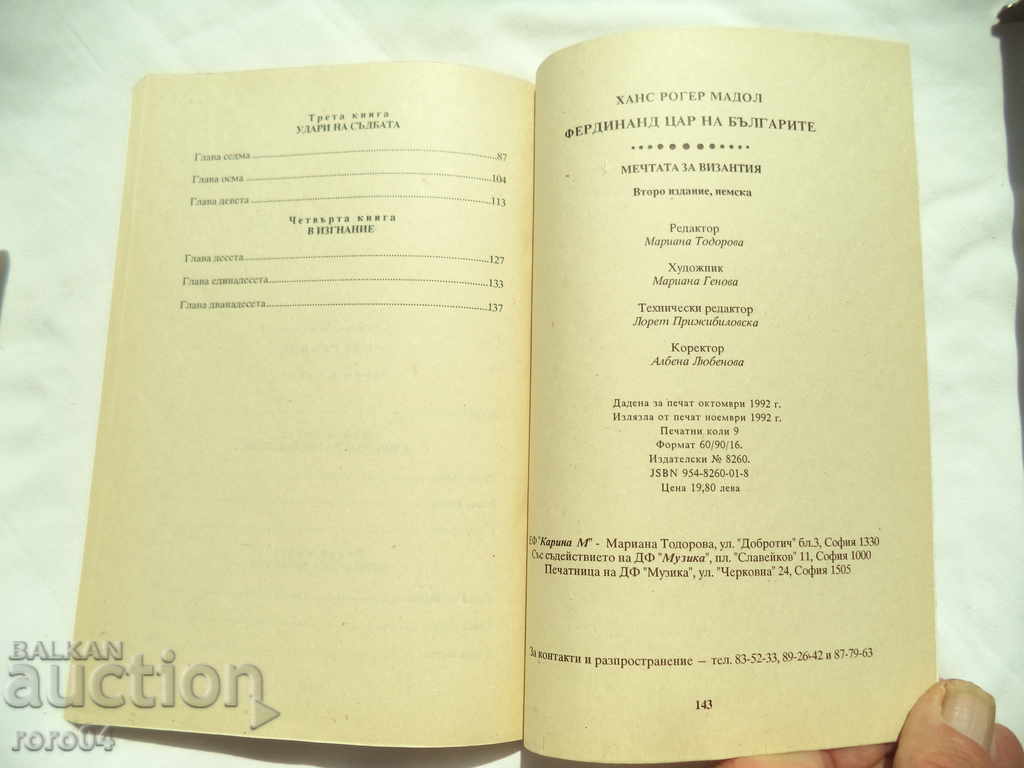 Трета книга
УДАРИ НА СЪДБАТА
Глава седма 87
Глава осма 104
Глава девета 113
Четвърта книга
В ИЗГНАНИЕ
Глава десета 127
Глава единадесета 133
Глава дванадесета 137
ХАНС РОГЕР МАДОЛ
ФЕРДИНАНД ЦАР НА БЪЛГАРИТЕ
МЕЧТАТА ЗА ВИЗАНТИЯ
Второ издание, немска
Редактор
Мариана Тодорова
Художник
Мариана Генова
Технически редактор
Лорет Прижибиловска
Коректор
Албена Любенова
Дадена за печат октомври 1992 г.
Излязла от печат ноември 1992 г.
Печатни коли 9
Формат 60/90/16.
Издателски № 8260.
JSBN 954-8260-01-8
Цена 19,80 лева
ЕФ "Карина М" - Мариана Тодорова, ул. "Добротич" бл.3, София 1330
Със съдействието на ДФ "Музика", пл. "Славейков" 11, София 1000
Печатница на ДФ "Музика", ул. "Черковна" 24, София 1505
За контакти и разпространение — тел. 83-52-33, 89-26-42 и 87-79-63
143
BALKAN
auction
roro04